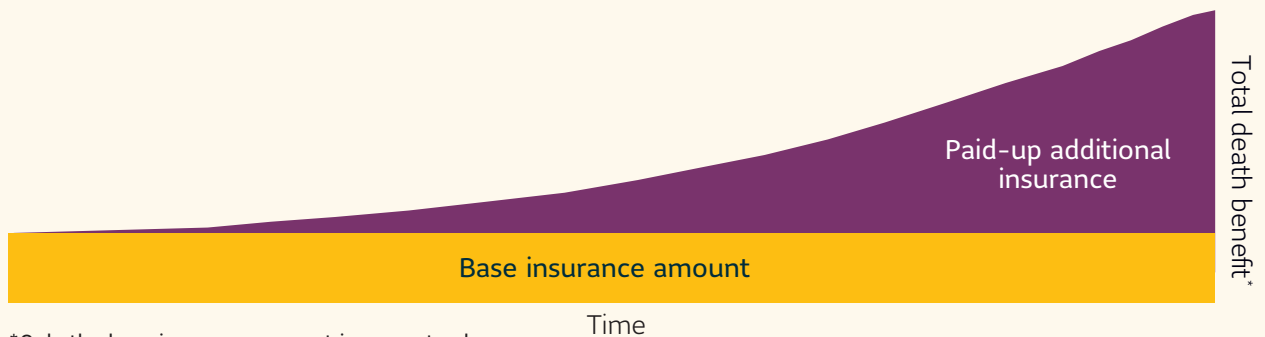 Paid-up additional
insurance
Total death benefit*
Base insurance amount
Time